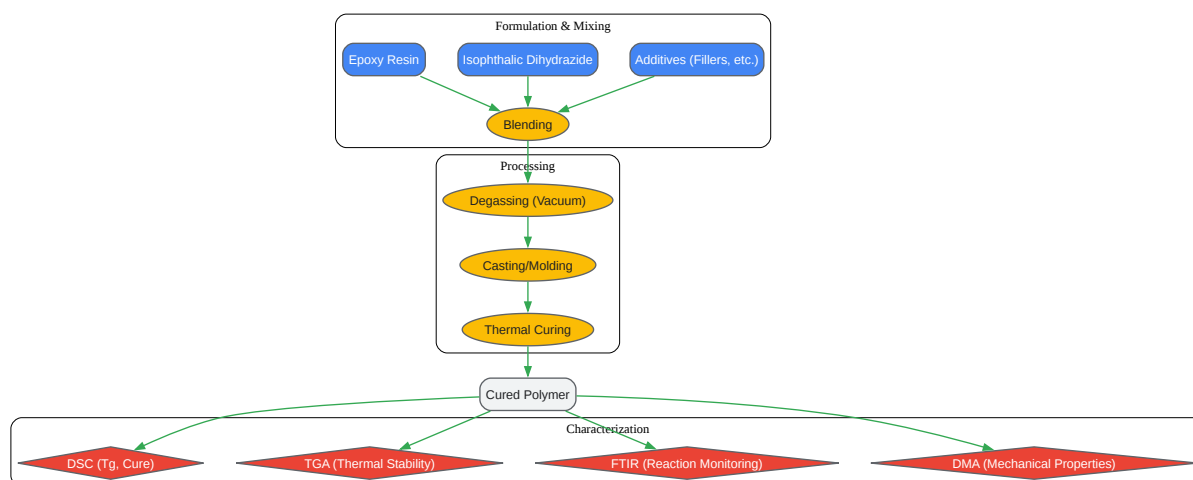 Formulation & Mixing
Epoxy Resin
Isophthalic Dihydrazide
Additives (Fillers, etc.)
Blending
Processing
Degassing (Vacuum)
Casting/Molding
Thermal Curing
Cured Polymer
Characterization
DSC (Tg, Cure)
TGA (Thermal Stability)
FTIR (Reaction Monitoring)
DMA (Mechanical Properties)